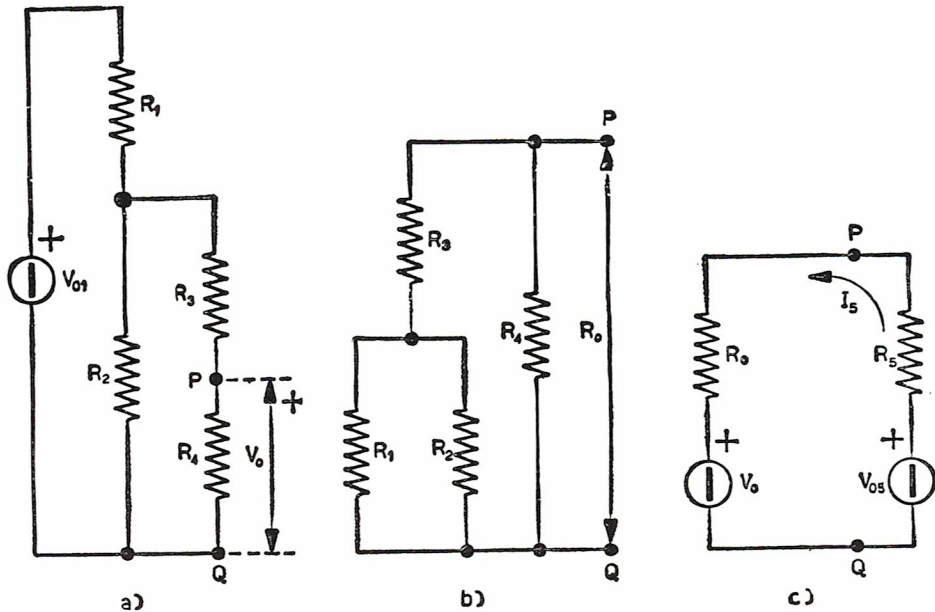 R₁
+
V₀₁
R₃
R₂
P
+
R₄
V₀
Q
a)
P
R₃
R₄
R₀
R₁
R₂
Q
b)
P
I₅
R₀
R₅
+
+
V₀
V₀₅
Q
c)